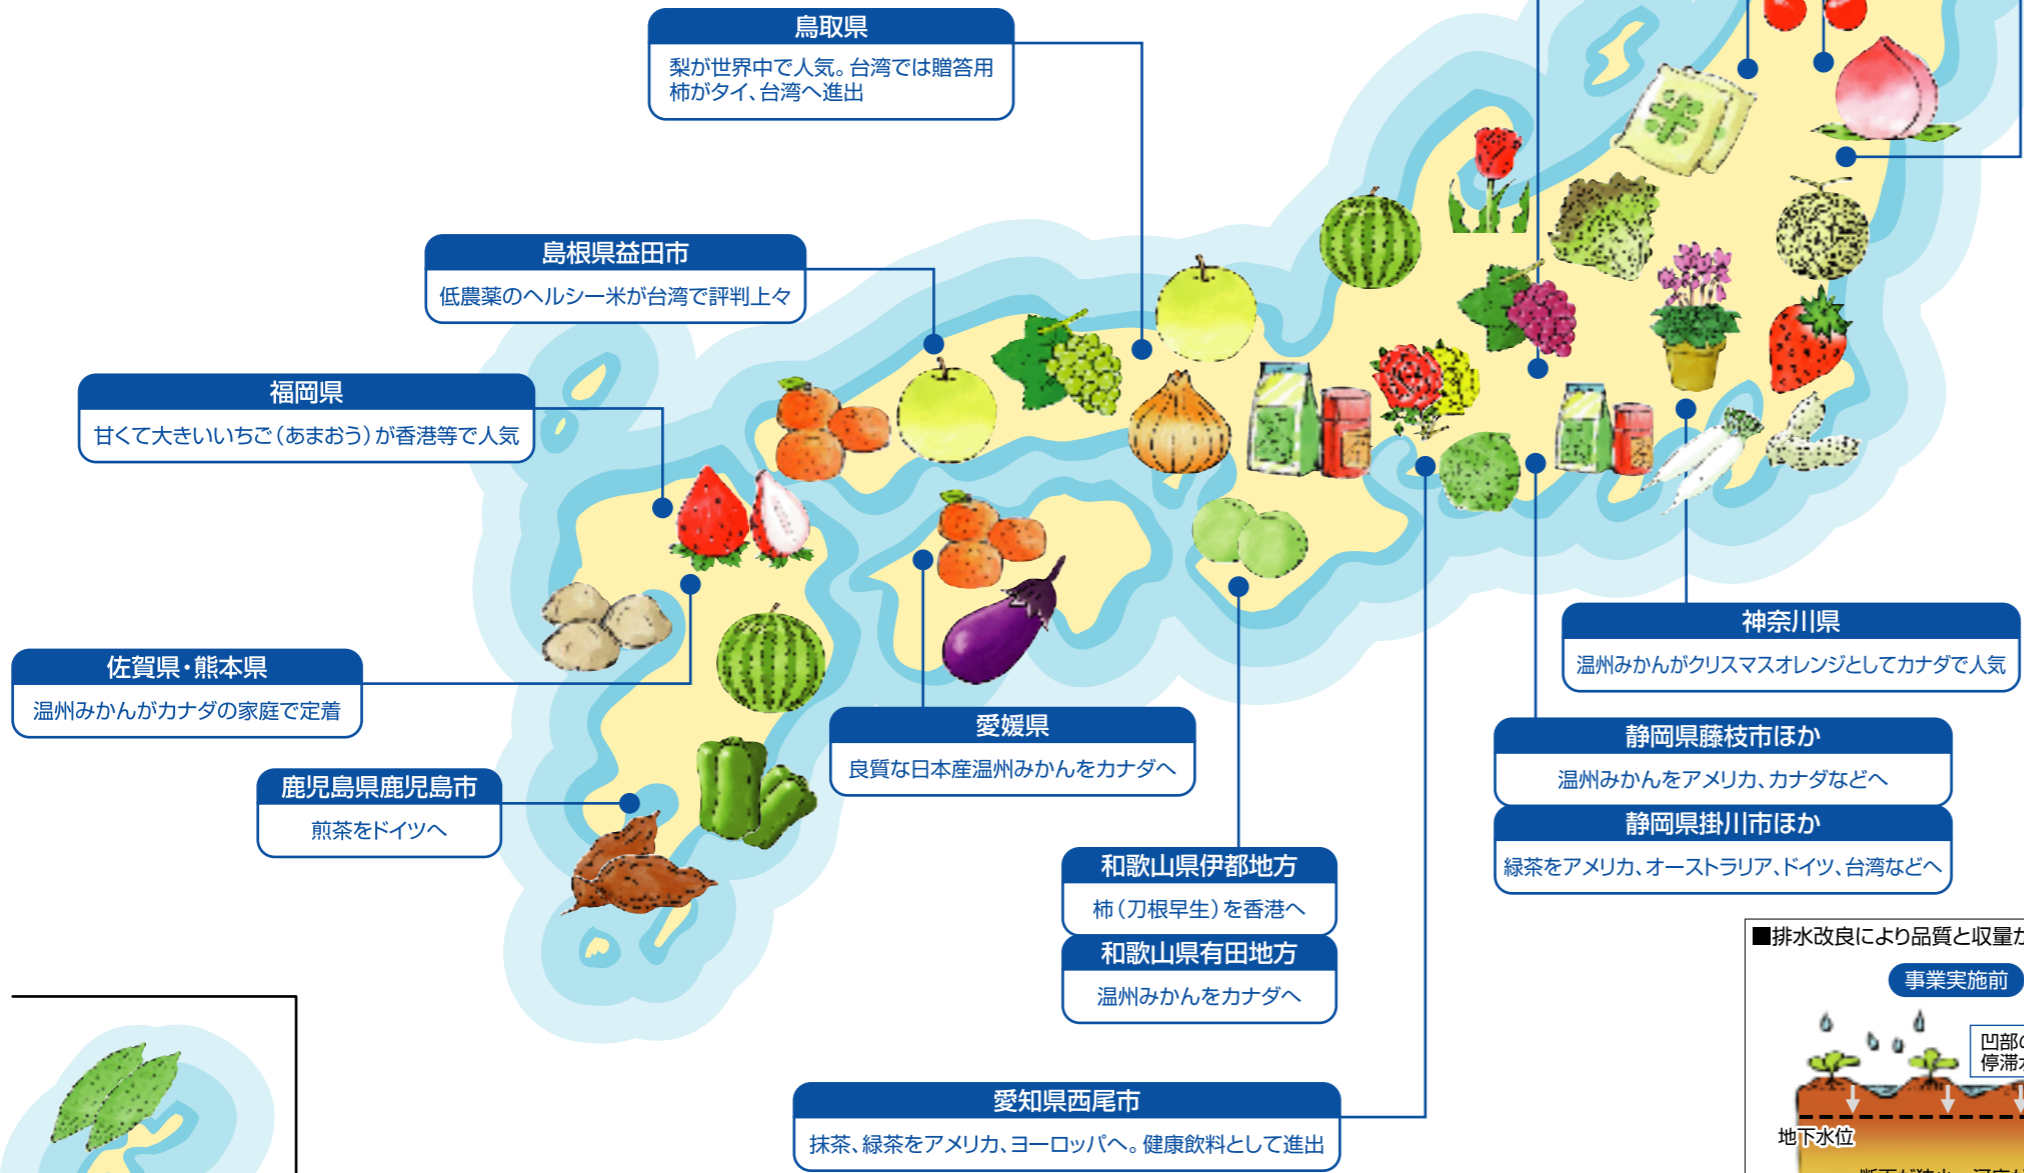 鳥取県
梨が世界中で人気。台湾では贈答用
柿がタイ、台湾へ進出
島根県益田市
低農薬のヘルシー米が台湾で評判上々
福岡県
甘くて大きいいちご（あまおう）が香港等で人気
佐賀県・熊本県
温州みかんがカナダの家庭で定着
鹿児島県鹿児島市
煎茶をドイツへ
愛媛県
良質な日本産温州みかんをカナダへ
神奈川県
温州みかんがクリスマスオレンジとしてカナダで人気
静岡県藤枝市ほか
温州みかんをアメリカ、カナダなどへ
静岡県掛川市ほか
緑茶をアメリカ、オーストラリア、ドイツ、台湾などへ
和歌山県伊都地方
柿（刀根早生）を香港へ
和歌山県有田地方
温州みかんをカナダへ
愛知県西尾市
抹茶、緑茶をアメリカ、ヨーロッパへ。健康飲料として進出
■排水改良により品質と収量が
事業実施前
凹部の
停滞水
地下水位